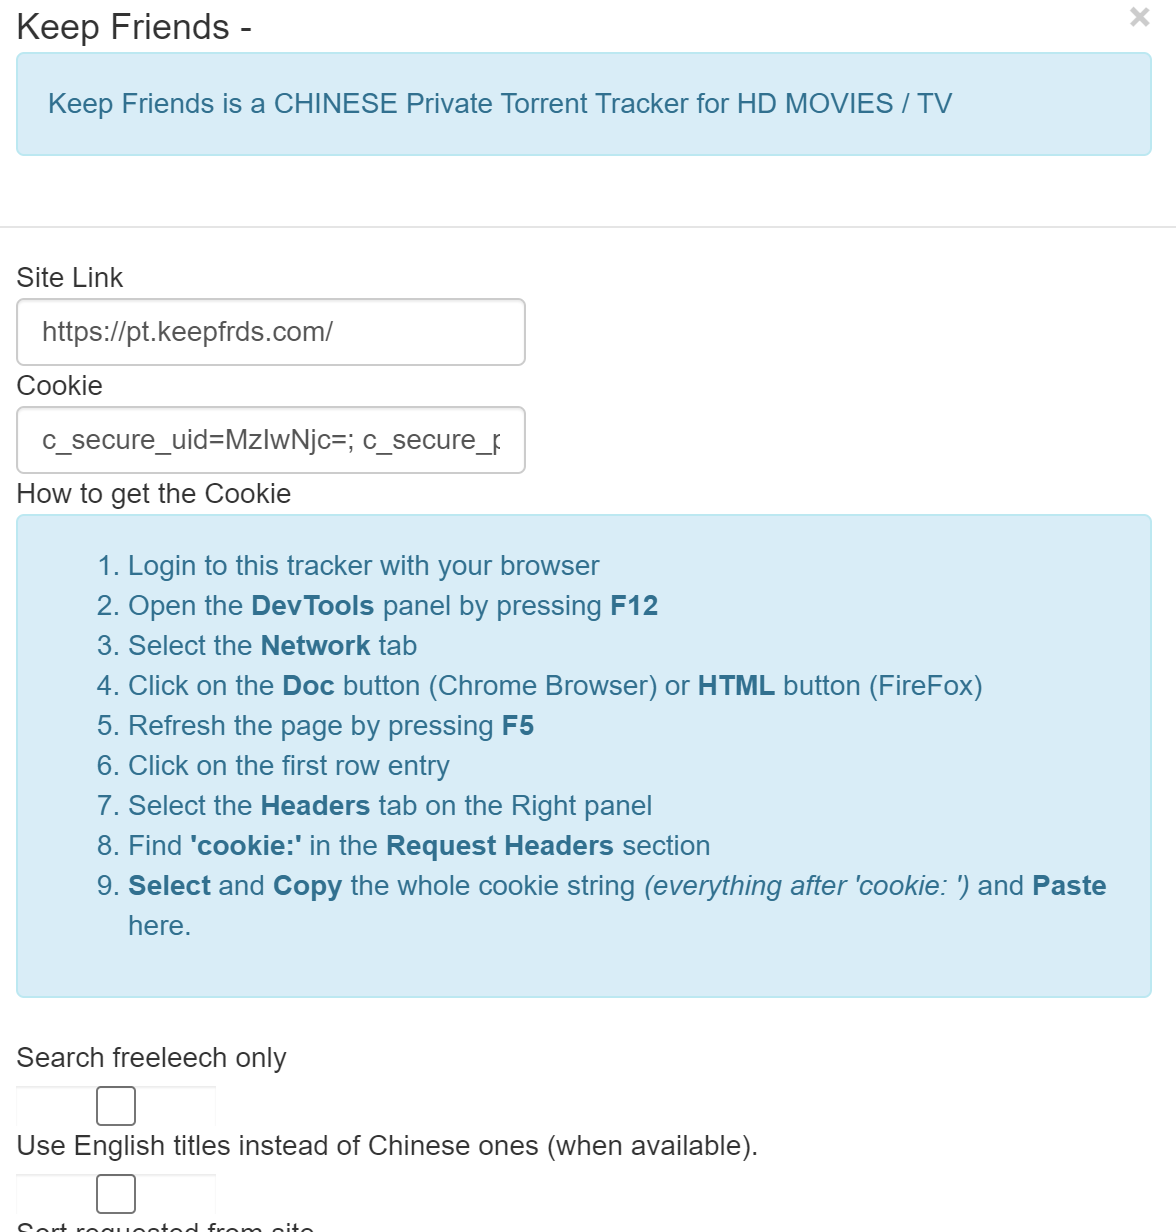 Keep Friends -
×
Keep Friends is a CHINESE Private Torrent Tracker for HD MOVIES / TV
Site Link
https://pt.keepfrds.com/
Cookie
c_secure_uid=MzIwNjc=; c_secure_p
How to get the Cookie
1. Login to this tracker with your browser
2. Open the DevTools panel by pressing F12
3. Select the Network tab
4. Click on the Doc button (Chrome Browser) or HTML button (FireFox)
5. Refresh the page by pressing F5
6. Click on the first row entry
7. Select the Headers tab on the Right panel
8. Find 'cookie:' in the Request Headers section
9. Select and Copy the whole cookie string (everything after 'cookie: ') and Paste
here.
Search freeleech only
Use English titles instead of Chinese ones (when available).
Sort requested from site